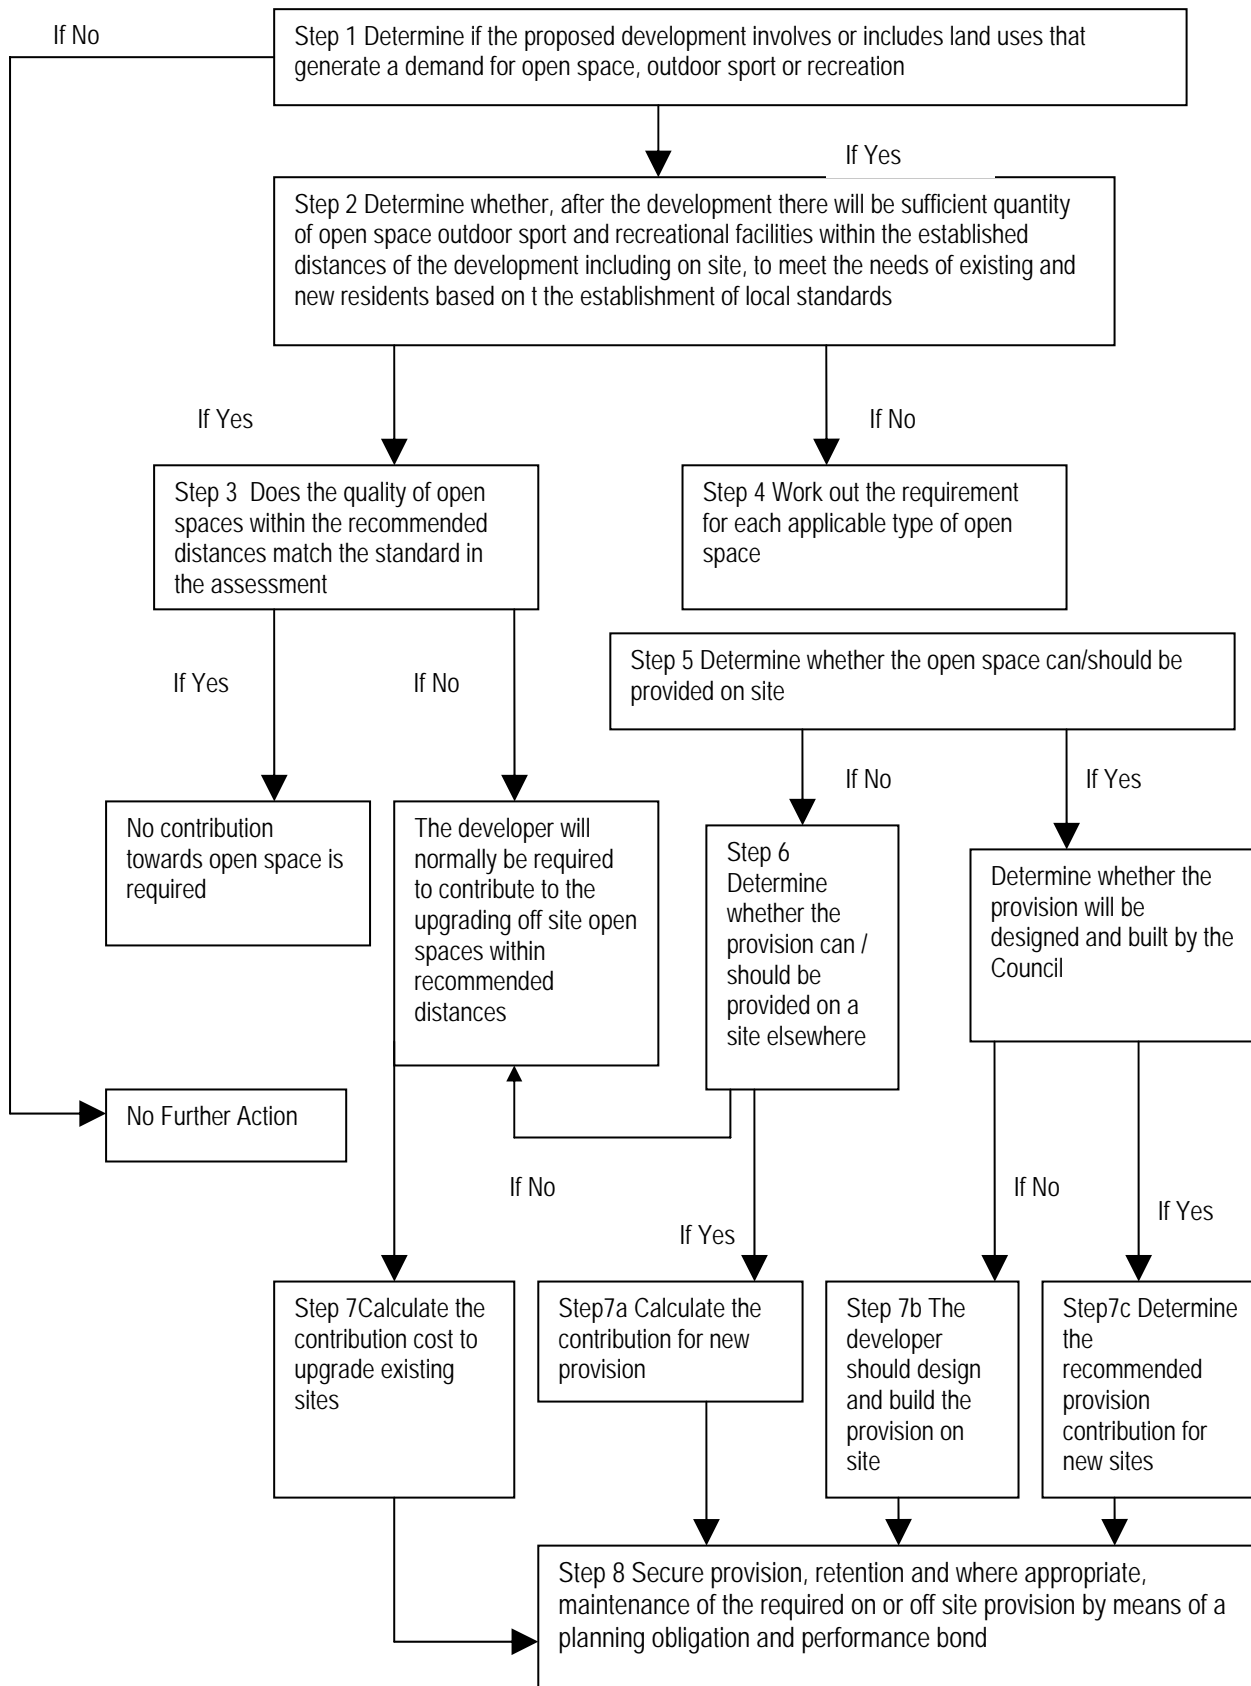 If No
Step 1 Determine if the proposed development involves or includes land uses that
generate a demand for open space, outdoor sport or recreation
If Yes
Step 2 Determine whether, after the development there will be sufficient quantity
of open space outdoor sport and recreational facilities within the established
distances of the development including on site, to meet the needs of existing and
new residents based on t the establishment of local standards
If Yes
If No
Step 3 Does the quality of open
spaces within the recommended
distances match the standard in
the assessment
Step 4 Work out the requirement
for each applicable type of open
space
Step 5 Determine whether the open space can/should be
provided on site
If Yes
If No
If No
If Yes
No contribution
towards open space is
required
The developer will
normally be required
to contribute to the
upgrading off site open
spaces within
recommended
distances
Step 6
Determine
whether the
provision can /
should be
provided on a
site elsewhere
Determine whether the
provision will be
designed and built by the
Council
No Further Action
If No
If Yes
If No
If Yes
Step 7Calculate the
contribution cost to
upgrade existing
sites
Step7a Calculate the
contribution for new
provision
Step 7b The
developer
should design
and build the
provision on
site
Step7c Determine
the
recommended
provision
contribution for
new sites
Step 8 Secure provision, retention and where appropriate,
maintenance of the required on or off site provision by means of a
planning obligation and performance bond